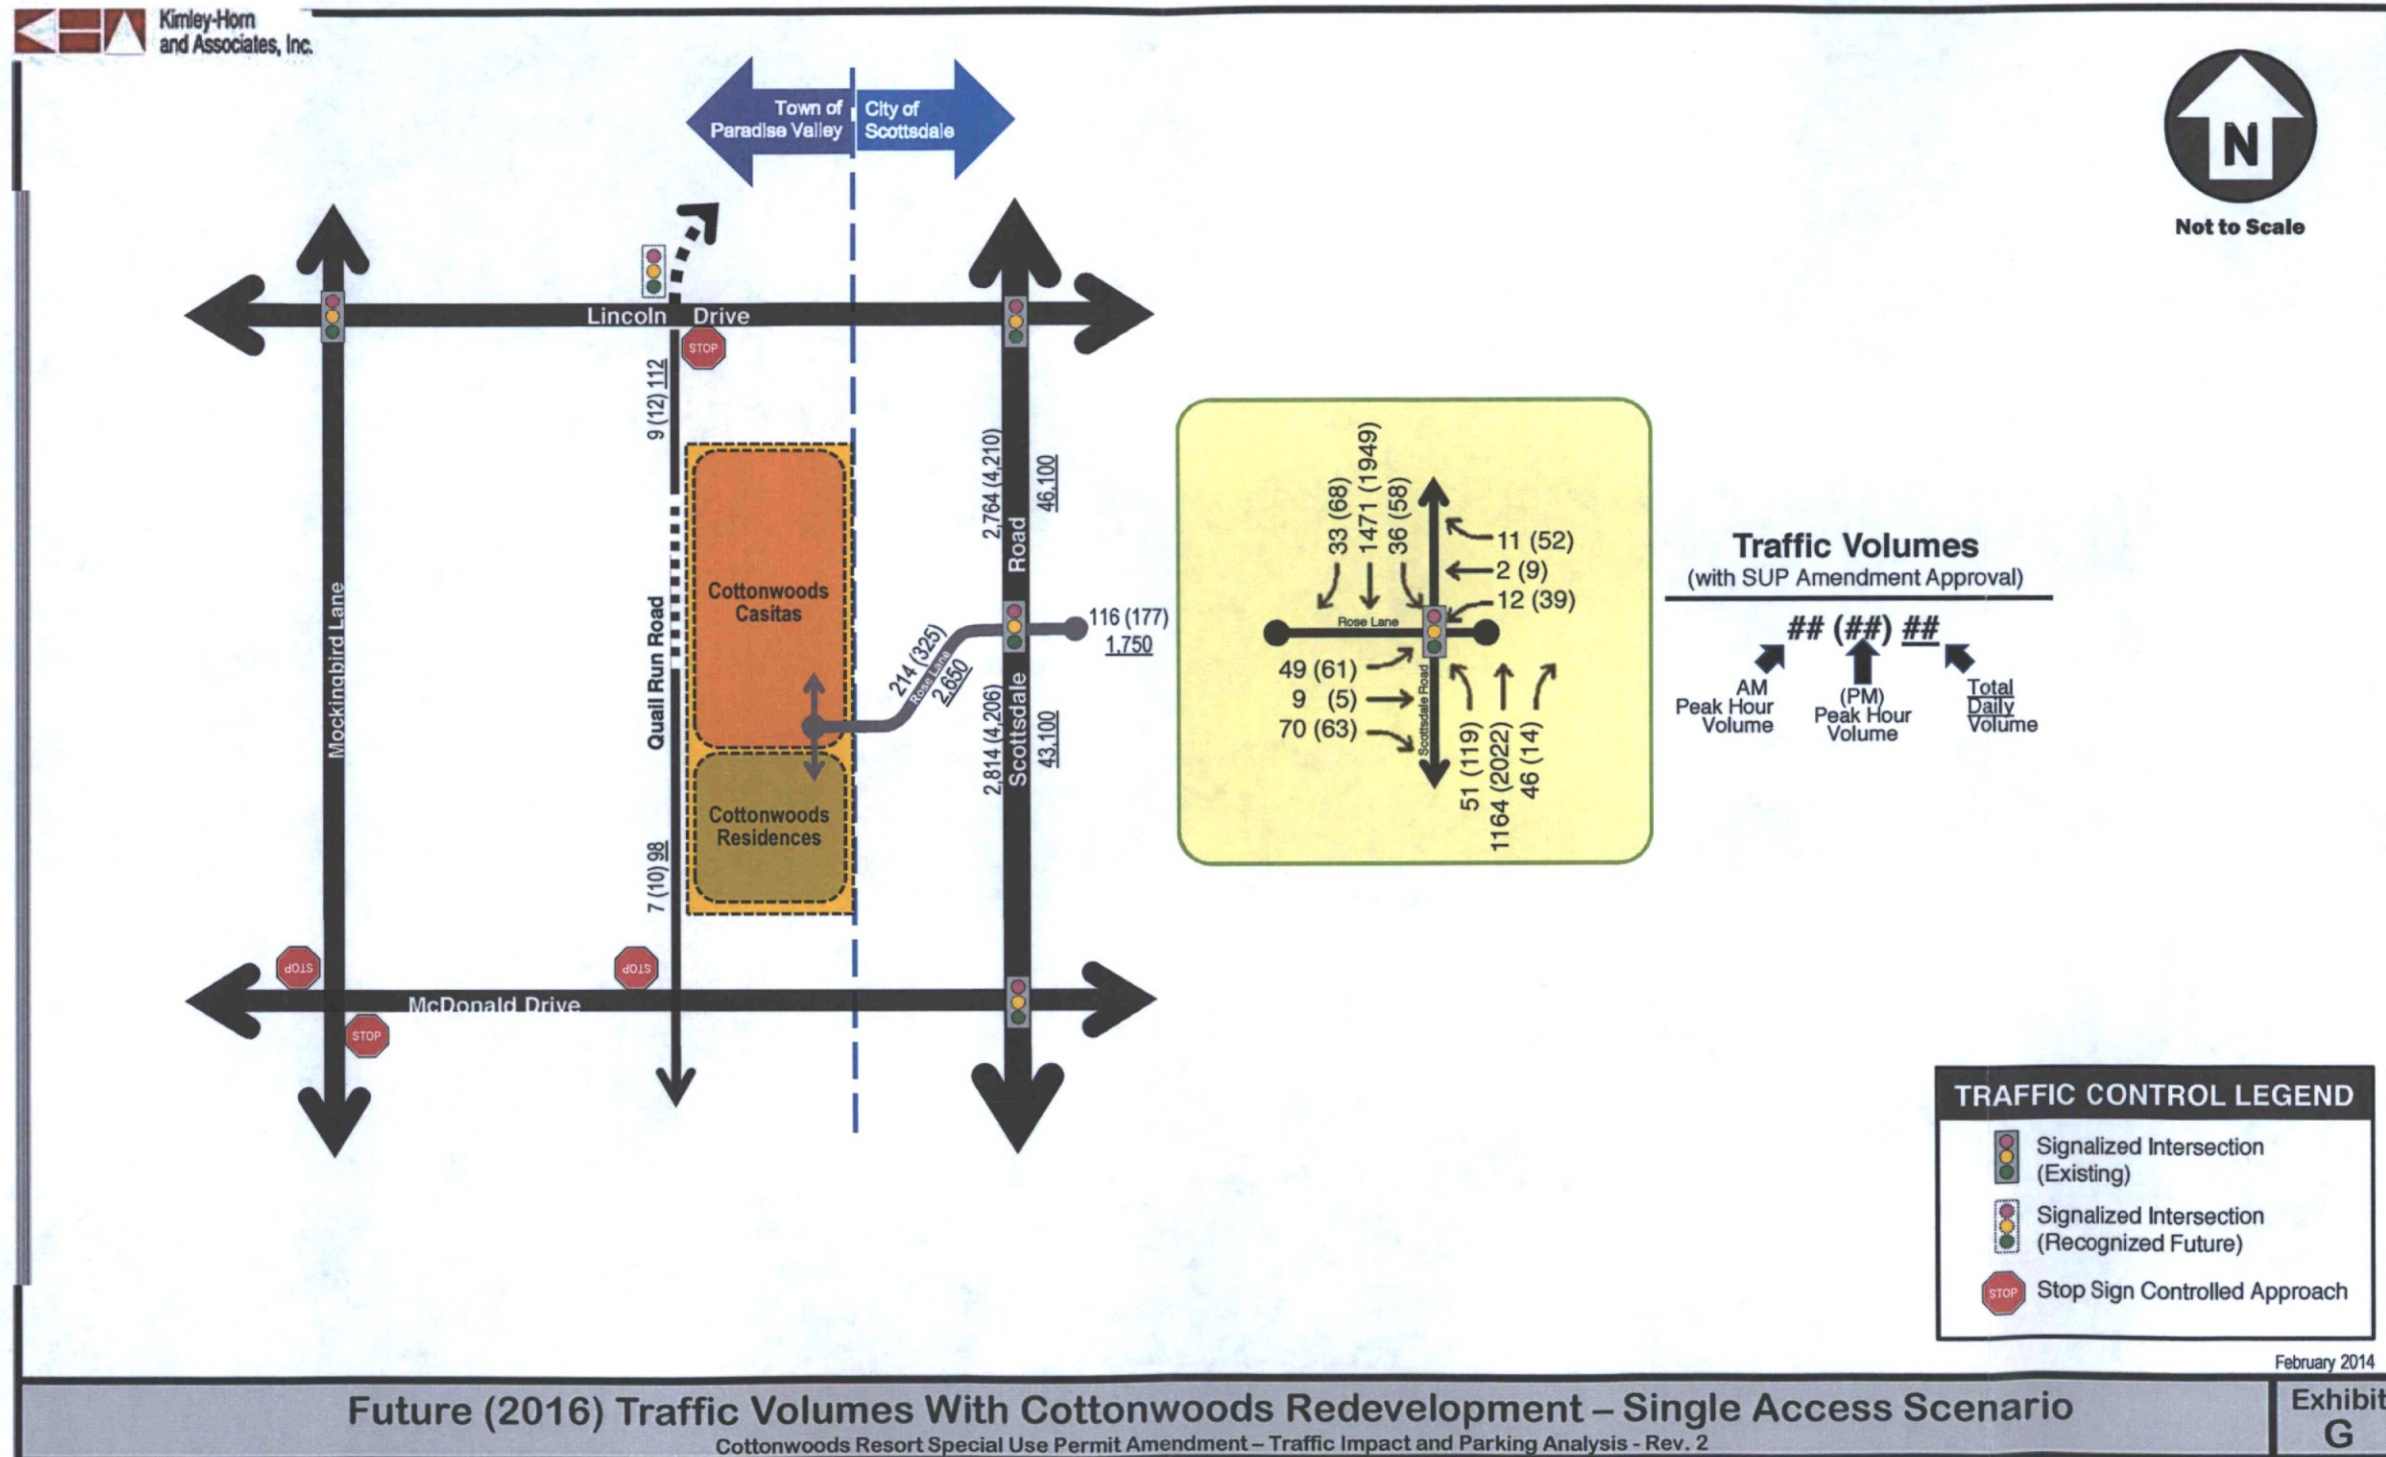 Kimley-Horn
and Associates, Inc.
Town of
Paradise Valley
City of
Scottsdale
N
Not to Scale
Lincoln Drive
STOP
9 (12) 112
Mockingbird Lane
Quail Run Road
Cottonwoods
Casitas
Cottonwoods
Residences
7 (10) 98
2,764 (4,210)
46,100
Road
116 (177)
1,750
214 (325)
Rose Lane
2,650
2,814 (4,206)
Scottsdale
43,100
STOP
STOP
McDonald Drive
STOP
33 (68)
1471 (1949)
36 (58)
11 (52)
2 (9)
12 (39)
Rose Lane
49 (61)
9 (5)
70 (63)
Scottsdale Road
51 (119)
1164 (2022)
46 (14)
Traffic Volumes
(with SUP Amendment Approval)
## (##) ##
AM
Peak Hour
Volume
(PM)
Peak Hour
Volume
Total
Daily
Volume
TRAFFIC CONTROL LEGEND
Signalized Intersection
(Existing)
Signalized Intersection
(Recognized Future)
STOP
Stop Sign Controlled Approach
February 2014
Future (2016) Traffic Volumes With Cottonwoods Redevelopment – Single Access Scenario
Cottonwoods Resort Special Use Permit Amendment – Traffic Impact and Parking Analysis - Rev. 2
Exhibit
G